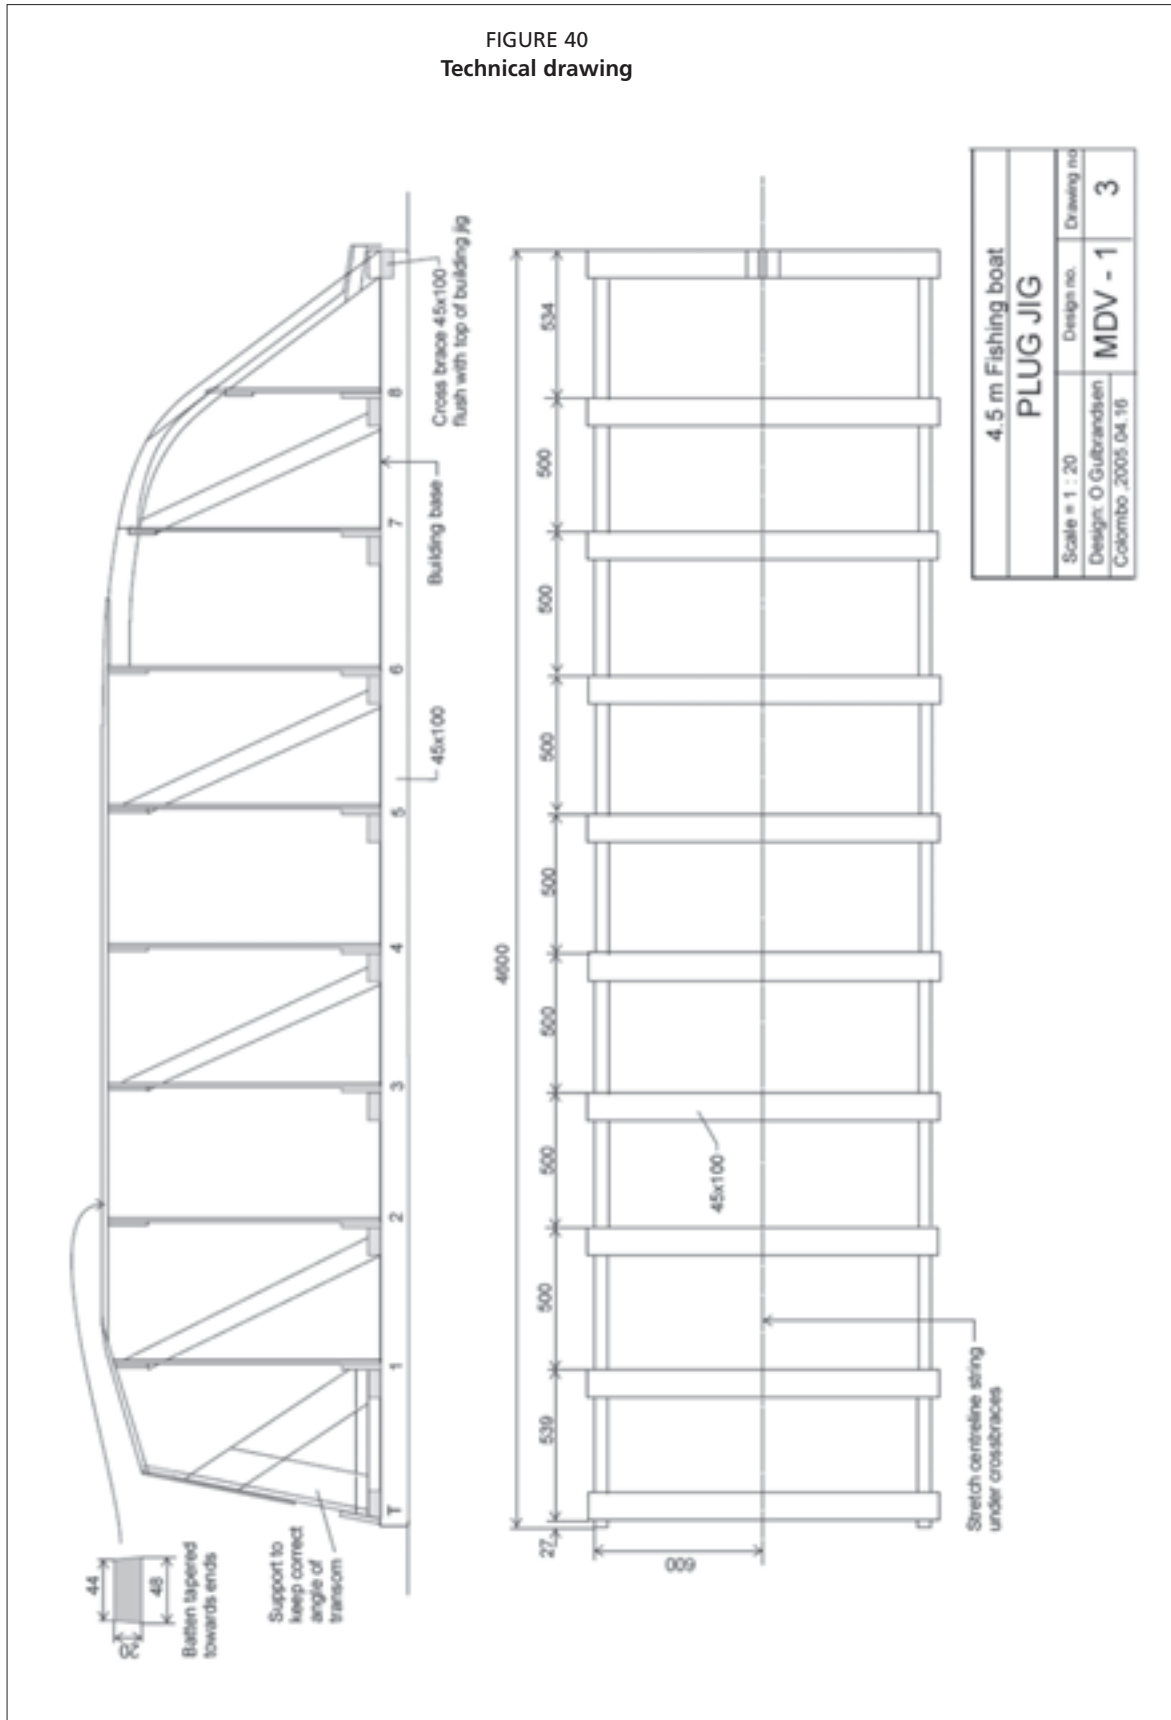 FIGURE 40
Technical drawing
44
48
20
Batten tapered
towards ends
Support to
keep correct
angle of
transom
T
1
2
3
4
5
6
7
8
45x100
Building base
Cross brace 45x100
flush with top of building jig
4600
27
539
500
500
500
500
500
500
500
534
600
45x100
Stretch centreline string
under crossbraces
4.5 m Fishing boat
PLUG JIG
Scale = 1 : 20
Design no.
Drawing no
Design: O Gulbrandsen
MDV - 1
3
Colombo ,2005.04.16